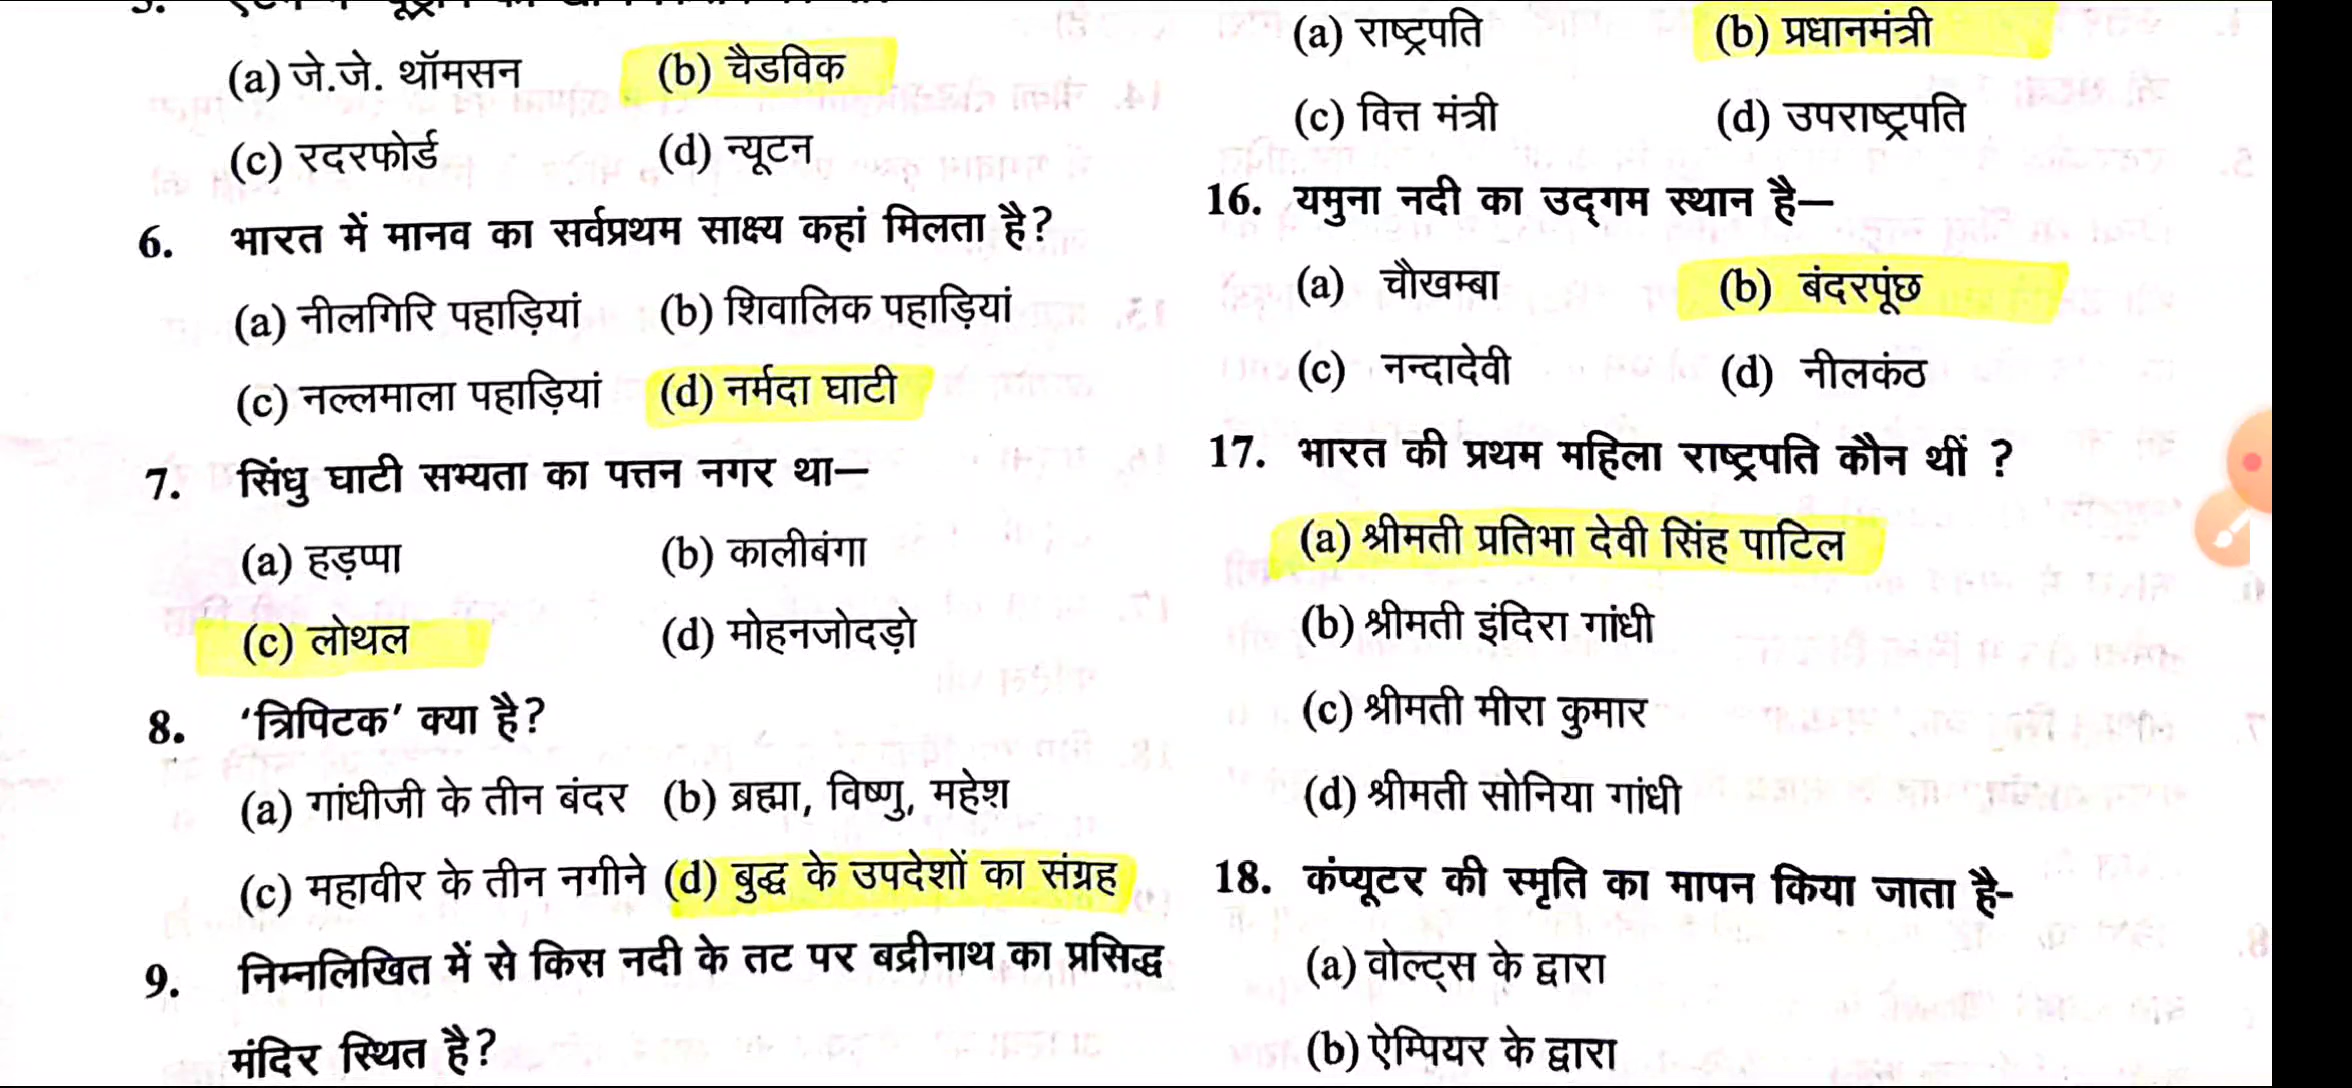 (a) जे.जे. थॉमसन (b) चैडविक
(c) रदरफोर्ड (d) न्यूटन
6. भारत में मानव का सर्वप्रथम साक्ष्य कहां मिलता है?
(a) नीलगिरि पहाड़ियां (b) शिवालिक पहाड़ियां
(c) नल्लमाला पहाड़ियां (d) नर्मदा घाटी
7. सिंधु घाटी सभ्यता का पत्तन नगर था—
(a) हड़प्पा (b) कालीबंगा
(c) लोथल (d) मोहनजोदड़ो
8. ‘त्रिपिटक’ क्या है?
(a) गांधीजी के तीन बंदर (b) ब्रह्मा, विष्णु, महेश
(c) महावीर के तीन नगीने (d) बुद्ध के उपदेशों का संग्रह
9. निम्नलिखित में से किस नदी के तट पर बद्रीनाथ का प्रसिद्ध
मंदिर स्थित है?
(a) राष्ट्रपति (b) प्रधानमंत्री
(c) वित्त मंत्री (d) उपराष्ट्रपति
16. यमुना नदी का उद्गम स्थान है—
(a) चौखम्बा (b) बंदरपूंछ
(c) नन्दादेवी (d) नीलकंठ
17. भारत की प्रथम महिला राष्ट्रपति कौन थीं ?
(a) श्रीमती प्रतिभा देवी सिंह पाटिल
(b) श्रीमती इंदिरा गांधी
(c) श्रीमती मीरा कुमार
(d) श्रीमती सोनिया गांधी
18. कंप्यूटर की स्मृति का मापन किया जाता है-
(a) वोल्ट्स के द्वारा
(b) ऐम्पियर के द्वारा